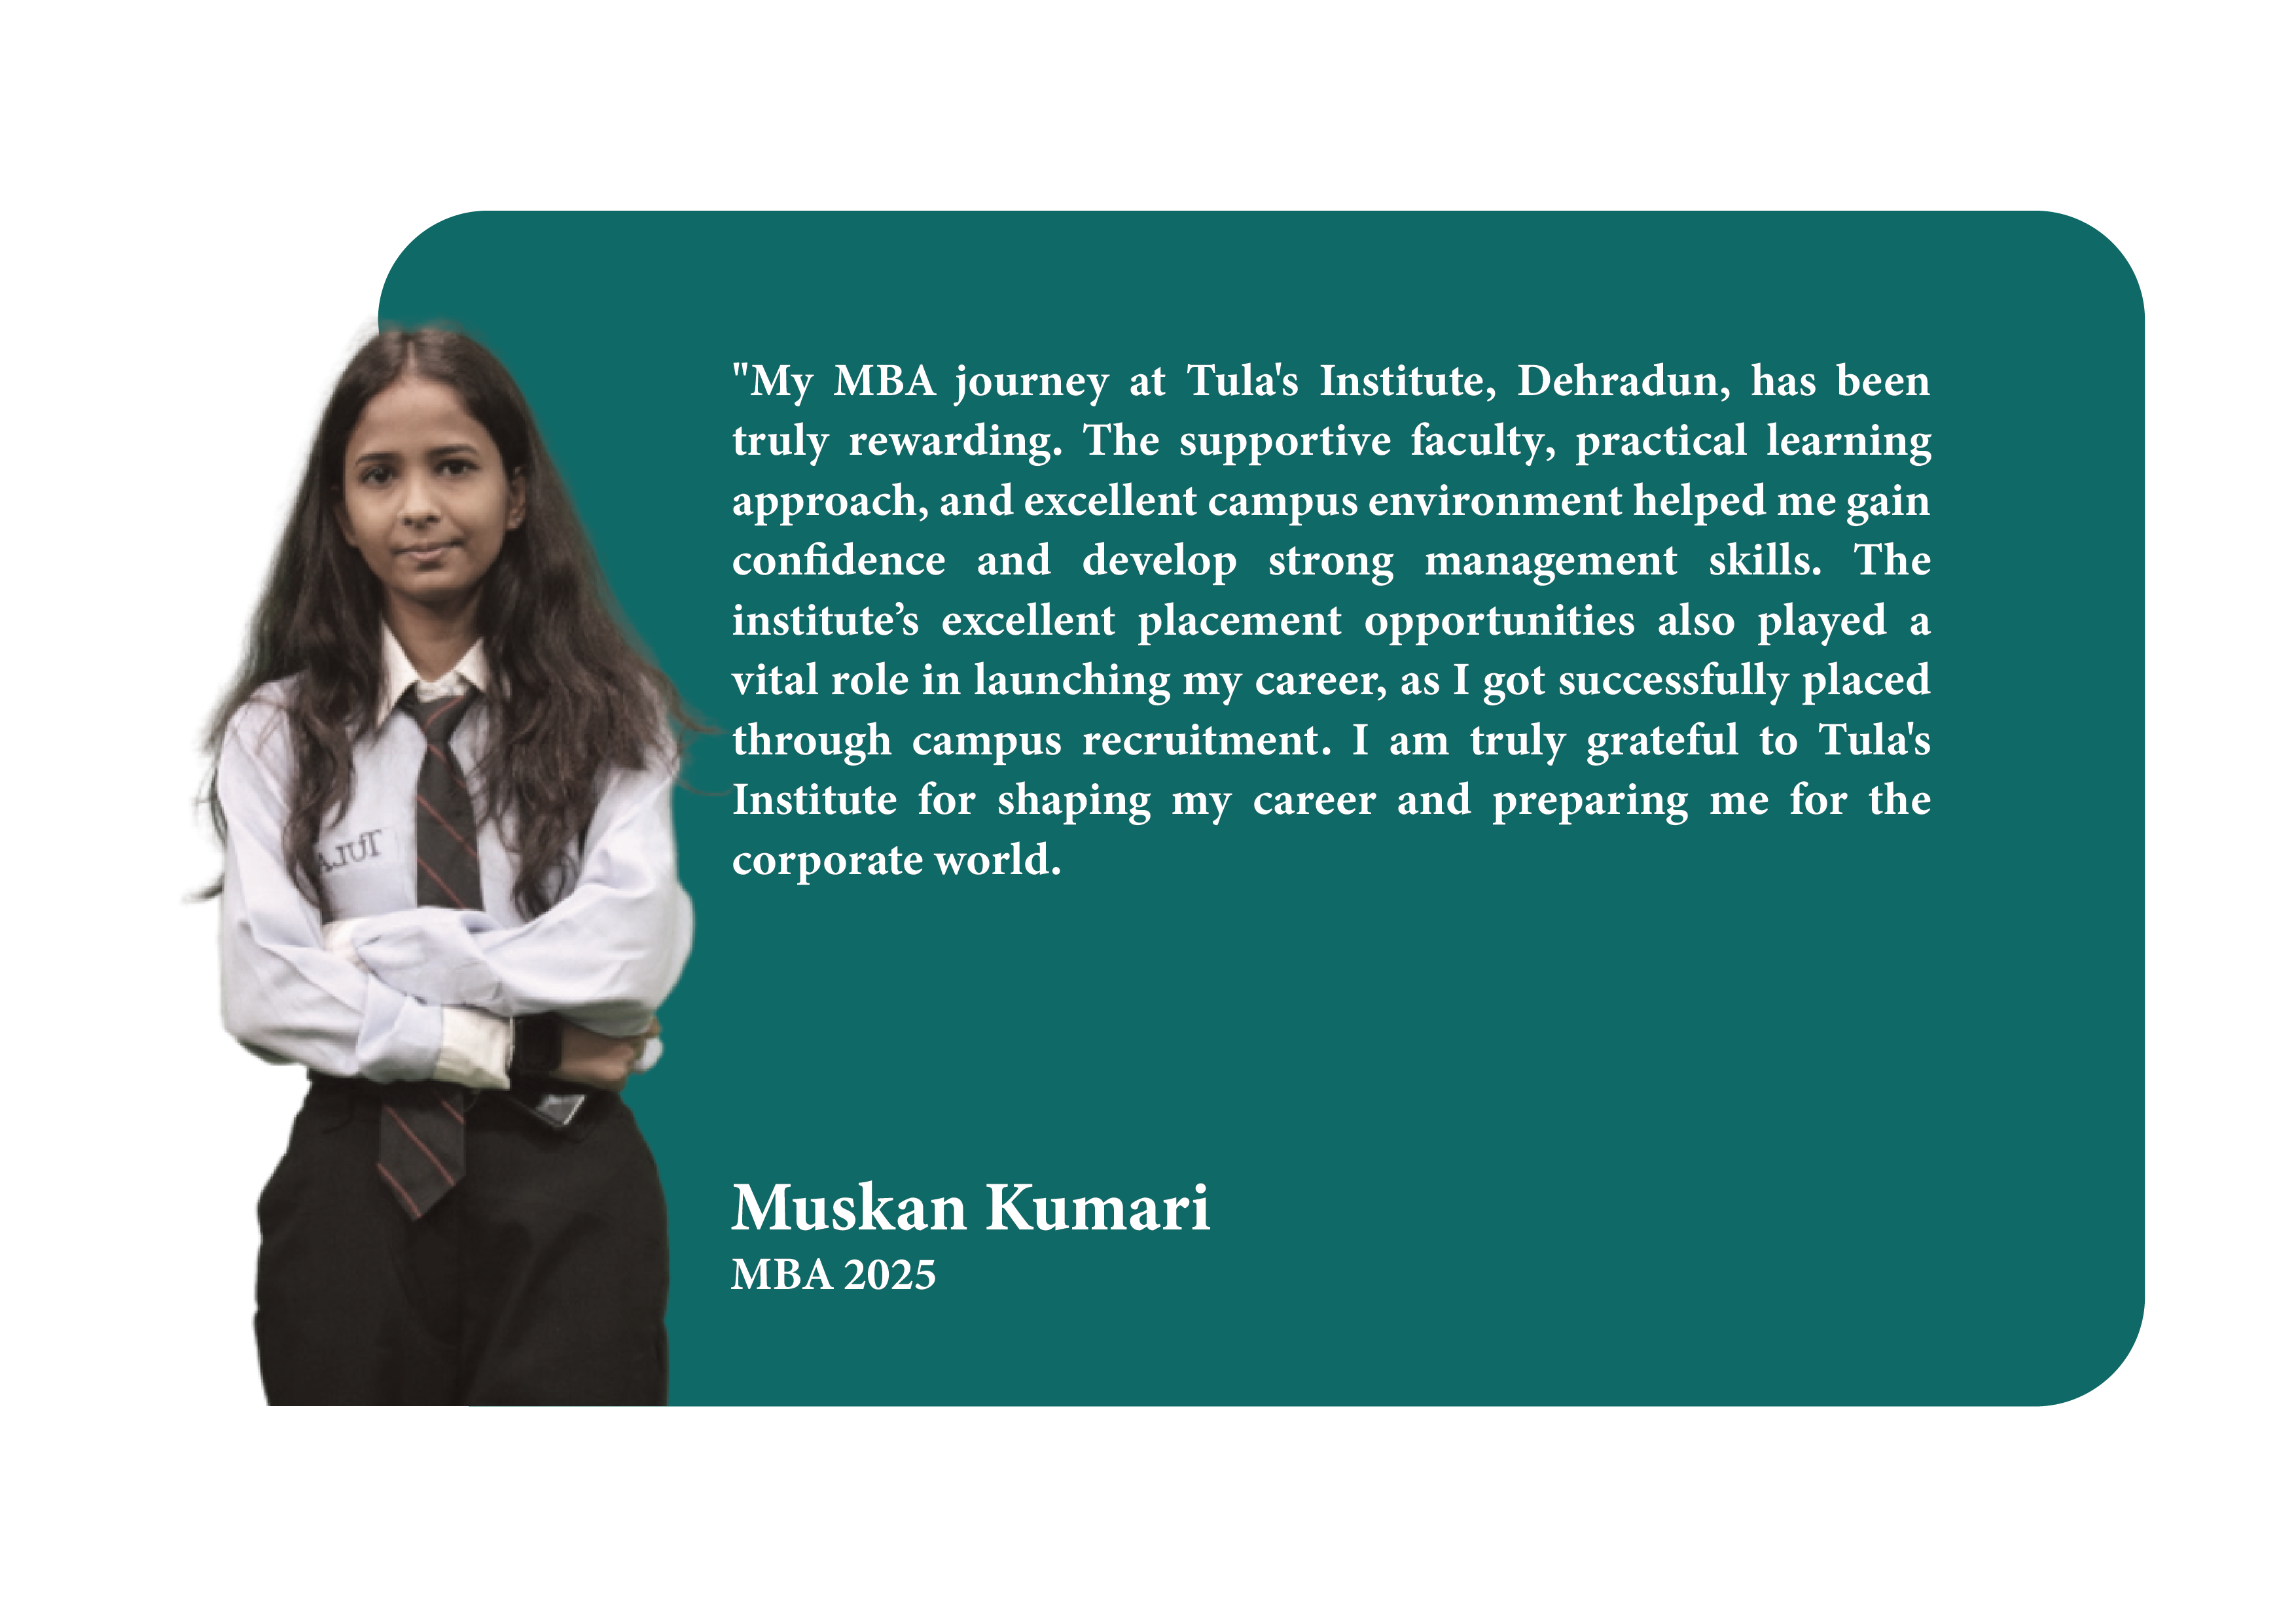 "My MBA journey at Tula's Institute, Dehradun, has been
truly rewarding. The supportive faculty, practical learning
approach, and excellent campus environment helped me gain
confidence and develop strong management skills. The
institute’s excellent placement opportunities also played a
vital role in launching my career, as I got successfully placed
through campus recruitment. I am truly grateful to Tula's
Institute for shaping my career and preparing me for the
corporate world.
TULA
Muskan Kumari
MBA 2025